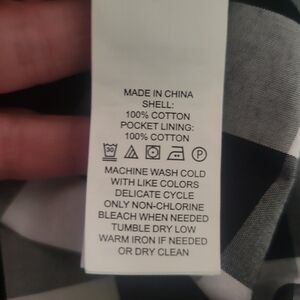 MADE IN CHINA
SHELL:
100% COTTON
POCKET LINING:
100% COTTON
30 P
MACHINE WASH COLD
WITH LIKE COLORS
DELICATE CYCLE
ONLY NON-CHLORINE
BLEACH WHEN NEEDED
TUMBLE DRY LOW
WARM IRON IF NEEDED
OR DRY CLEAN